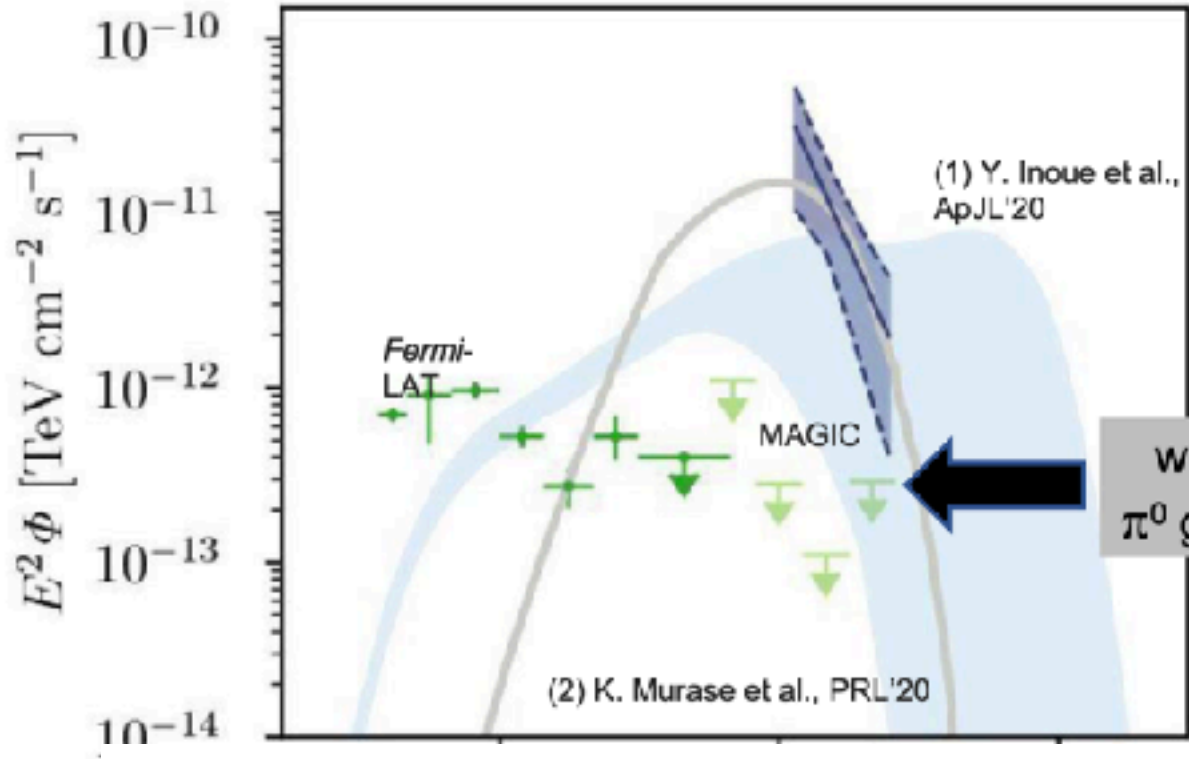 10⁻¹⁰
10⁻¹¹
10⁻¹²
10⁻¹³
10⁻¹⁴
E² Φ [TeV cm⁻² s⁻¹]
(1) Y. Inoue et al.,
ApJL'20
Fermi-
LAT
MAGIC
w
π⁰ g
(2) K. Murase et al., PRL'20